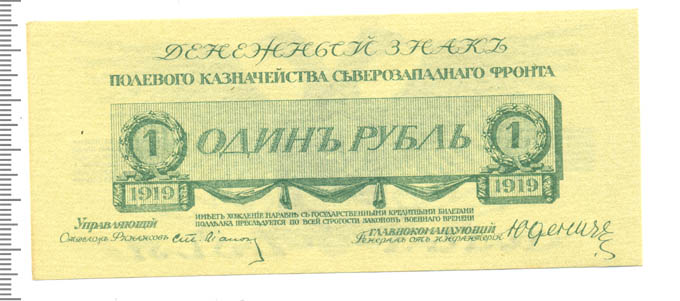 ДЕНЕЖНЫЙ ЗНАКЪ
ПОЛЕВОГО КАЗНАЧЕЙСТВА СѢВЕРОЗАПАДНАГО ФРОНТА
1 ОДИНЪ РУБЛЬ 1
1919 1919
ИМѢЕТЪ ХОЖДЕНІЕ НАРАВНѢ СЪ ГОСУДАРСТВЕННЫМИ КРЕДИТНЫМИ БИЛЕТАМИ
ПОДДѢЛКА ПРЕСЛѢДУЕТСЯ ПО ВСЕЙ СТРОГОСТИ ЗАКОНОВЪ ВОЕННАГО ВРЕМЕНИ
Управляющій ГЛАВНОКОМАНДУЮЩІЙ
Генералъ отъ инфантеріи Юденичъ